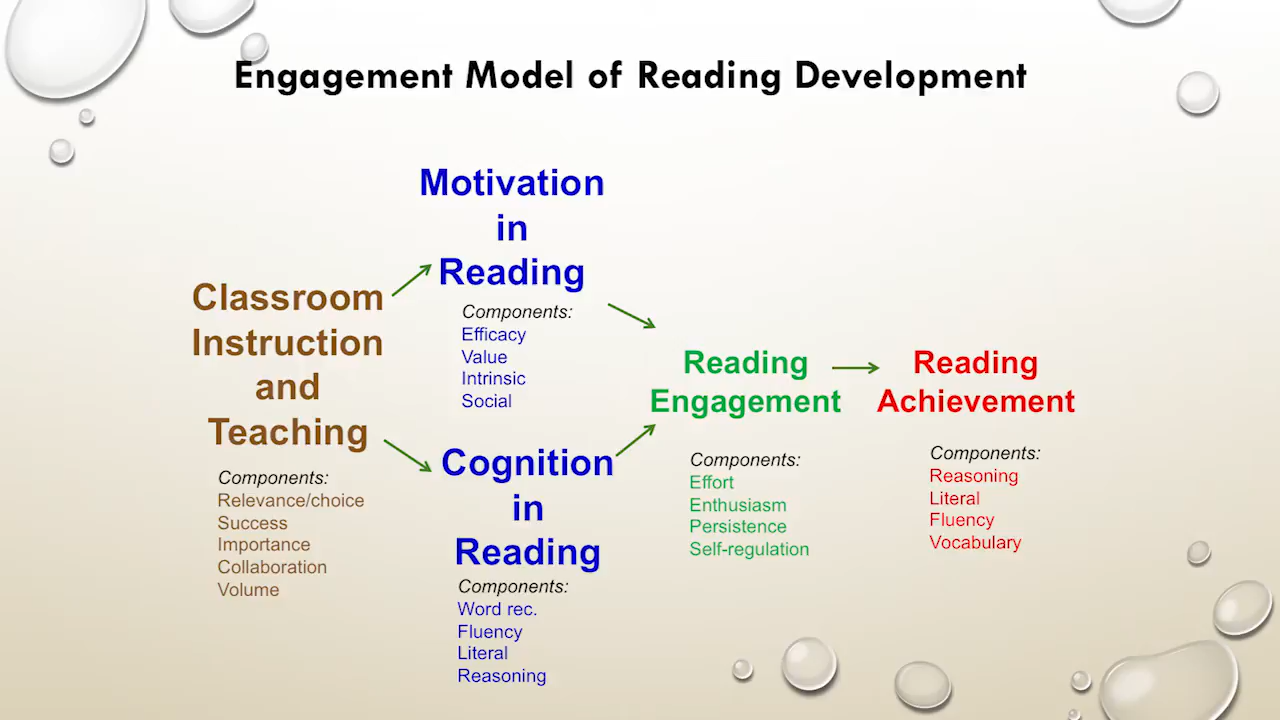 Engagement Model of Reading Development
Classroom
Instruction
and
Teaching
Components:
Relevance/choice
Success
Importance
Collaboration
Volume
Motivation
in
Reading
Components:
Efficacy
Value
Intrinsic
Social
Cognition
in
Reading
Components:
Word rec.
Fluency
Literal
Reasoning
Reading
Engagement
Components:
Effort
Enthusiasm
Persistence
Self-regulation
Reading
Achievement
Components:
Reasoning
Literal
Fluency
Vocabulary